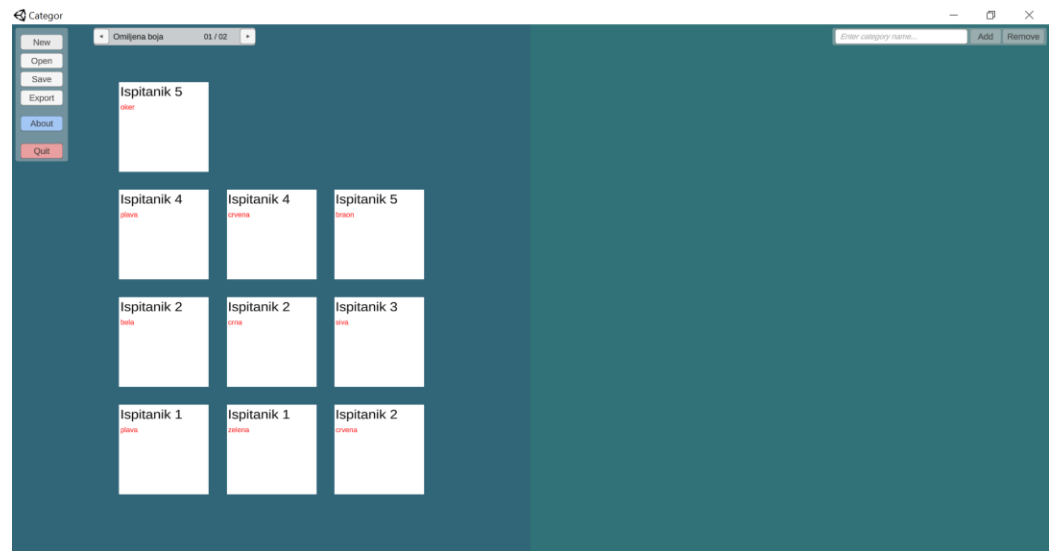 Categor
New
Open
Save
Export
About
Quit
Omiljena boja 01 / 02
Enter category name...
Add Remove
Ispitanik 5
oker
Ispitanik 4
plava
Ispitanik 4
crvena
Ispitanik 5
braon
Ispitanik 2
bela
Ispitanik 2
crna
Ispitanik 3
siva
Ispitanik 1
plava
Ispitanik 1
zelena
Ispitanik 2
crvena